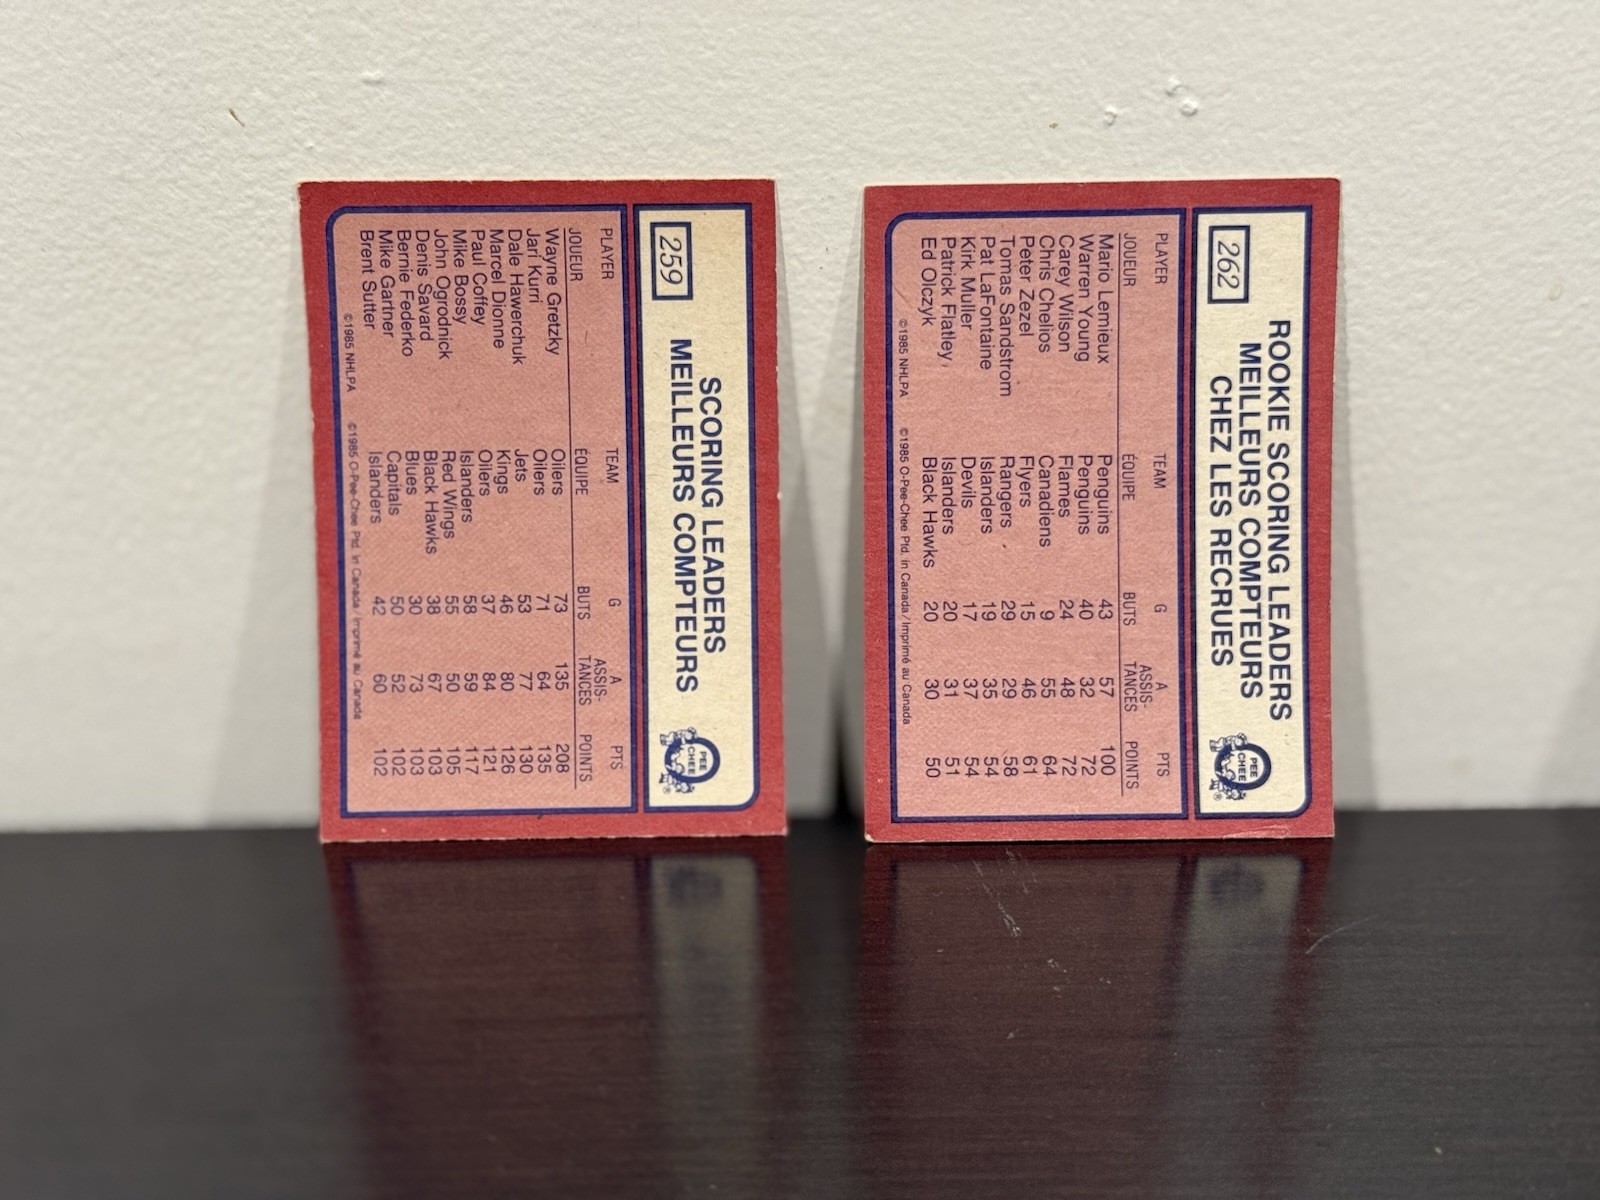 259
SCORING LEADERS
MEILLEURS COMPTEURS
O PEE CHEE ®
PLAYER TEAM G A PTS
JOUEUR ÉQUIPE BUTS ASSIS-TANCES POINTS
Wayne Gretzky Oilers 73 135 208
Jari Kurri Oilers 71 64 135
Dale Hawerchuk Jets 53 77 130
Marcel Dionne Kings 46 80 126
Paul Coffey Oilers 37 84 121
Mike Bossy Islanders 58 59 117
John Ogrodnick Red Wings 55 50 105
Denis Savard Black Hawks 38 67 103
Bernie Federko Blues 30 73 103
Mike Gartner Capitals 50 52 102
Brent Sutter Islanders 42 60 102
©1985 NHLPA ©1985 O-Pee-Chee Ptd. in Canada/Imprimé au Canada
262
ROOKIE SCORING LEADERS
MEILLEURS COMPTEURS
CHEZ LES RECRUES
O PEE CHEE ®
PLAYER TEAM G A PTS
JOUEUR ÉQUIPE BUTS ASSIS-TANCES POINTS
Mario Lemieux Penguins 43 57 100
Warren Young Penguins 40 32 72
Carey Wilson Flames 24 48 72
Chris Chelios Canadiens 9 55 64
Peter Zezel Flyers 15 46 61
Tomas Sandstrom Rangers 29 29 58
Pat LaFontaine Islanders 19 35 54
Kirk Muller Devils 17 37 54
Patrick Flatley Islanders 20 31 51
Ed Olczyk Black Hawks 20 30 50
©1985 NHLPA ©1985 O-Pee-Chee Ptd. in Canada/Imprimé au Canada